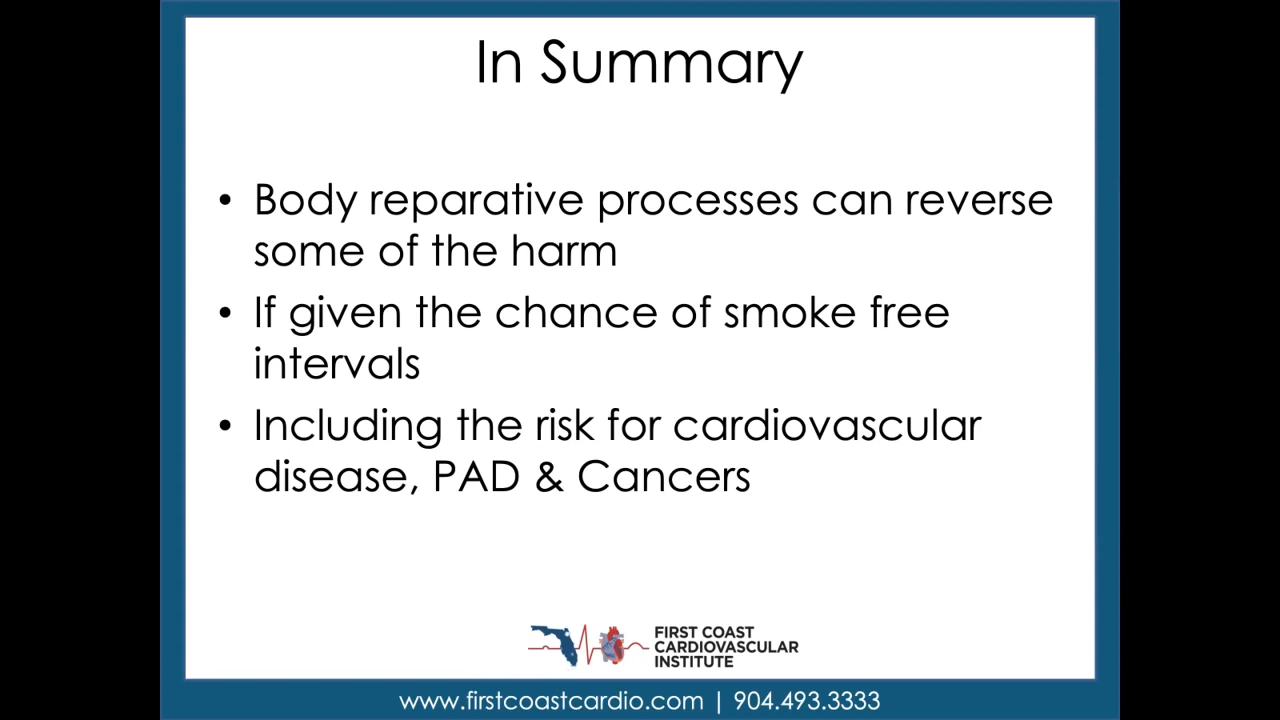 In Summary
• Body reparative processes can reverse
some of the harm
• If given the chance of smoke free
intervals
• Including the risk for cardiovascular
disease, PAD & Cancers
FIRST COAST
CARDIOVASCULAR
INSTITUTE
www.firstcoastcardio.com | 904.493.3333